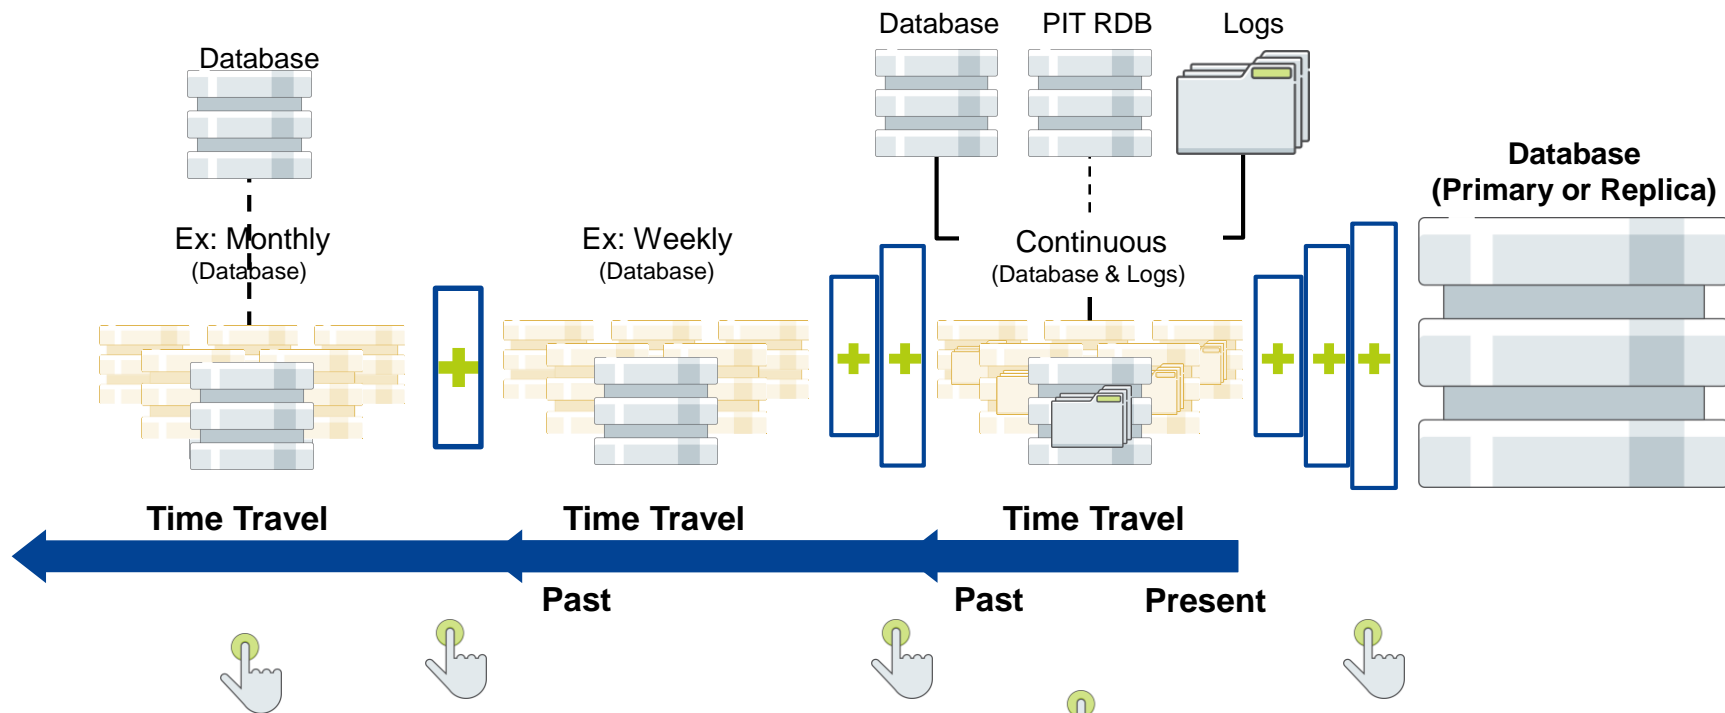 Database
PIT RDB
Logs
Database
Database
(Primary or Replica)
Ex: Monthly
(Database)
Ex: Weekly
(Database)
Continuous
(Database & Logs)
Time Travel
Time Travel
Time Travel
Past
Past
Present